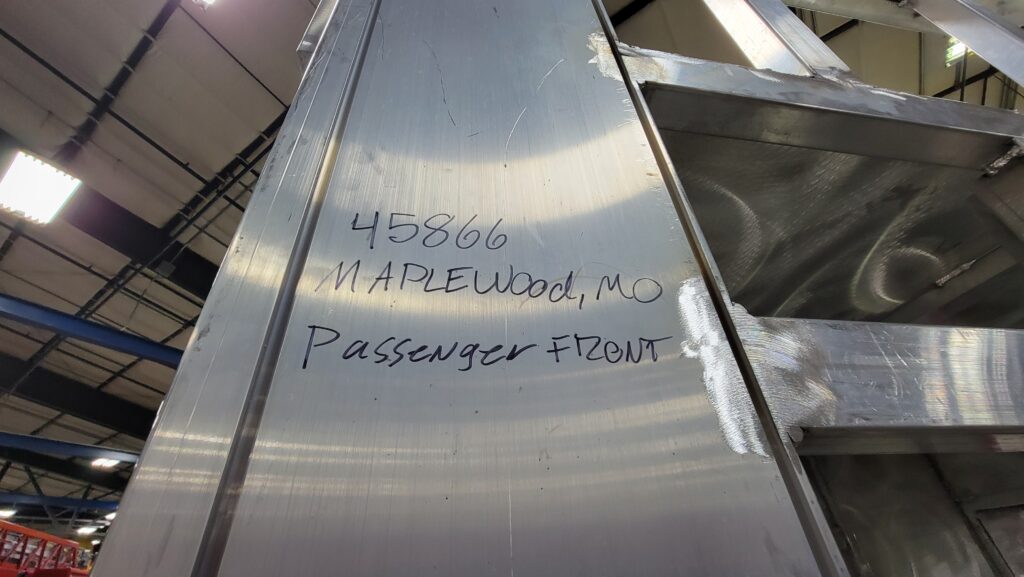 45866
MAPLEWood, MO
Passenger FRONT